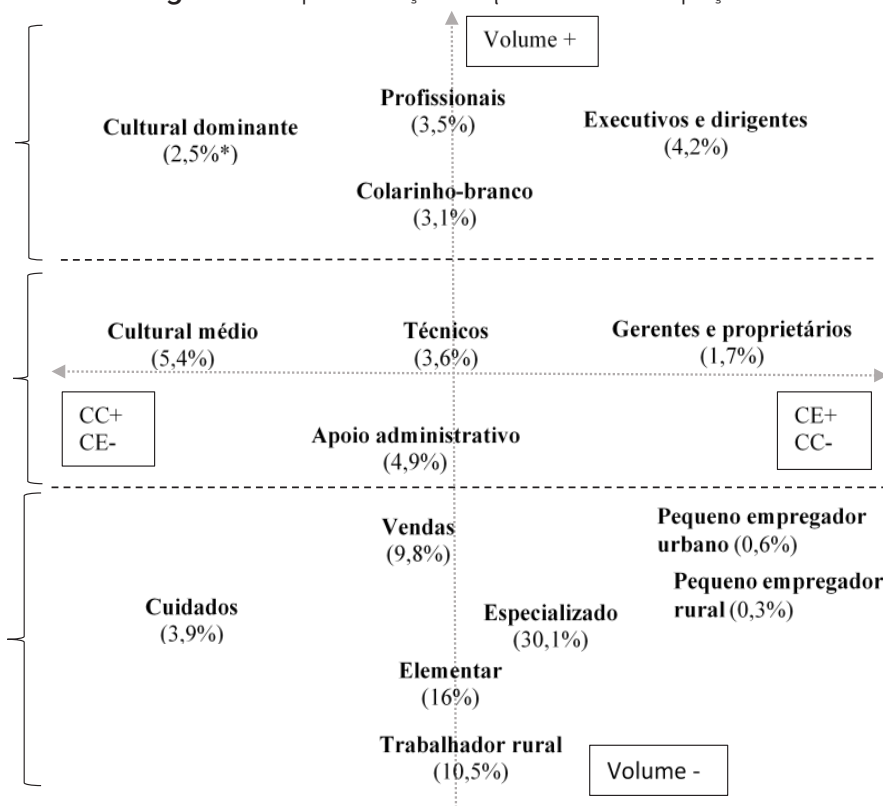 Volume +
Profissionais
(3,5%)
Cultural dominante
(2,5%*)
Executivos e dirigentes
(4,2%)
Colarinho-branco
(3,1%)
Cultural médio
(5,4%)
Técnicos
(3,6%)
Gerentes e proprietários
(1,7%)
CC+
CE-
CE+
CC-
Apoio administrativo
(4,9%)
Vendas
(9,8%)
Pequeno empregador
urbano (0,6%)
Pequeno empregador
rural (0,3%)
Cuidados
(3,9%)
Especializado
(30,1%)
Elementar
(16%)
Trabalhador rural
(10,5%)
Volume -